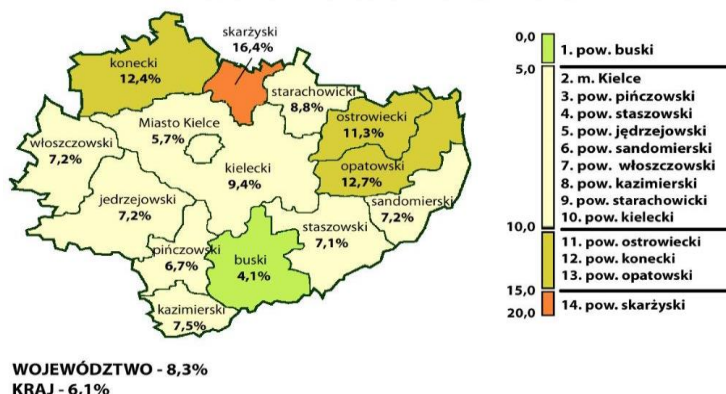 skarżyski
16,4%
konecki
12,4%
starachowicki
8,8%
ostrowiecki
11,3%
Miasto Kielce
5,7%
włoszczowski
7,2%
kielecki
9,4%
opatowski
12,7%
jedrzejowski
7,2%
sandomierski
7,2%
staszowski
7,1%
pińczowski
6,7%
buski
4,1%
kazimierski
7,5%
WOJEWÓDZTWO - 8,3%
KRAJ - 6,1%
0,0
1. pow. buski
5,0
2. m. Kielce
3. pow. pińczowski
4. pow. staszowski
5. pow. jędrzejowski
6. pow. sandomierski
7. pow. włoszczowski
8. pow. kazimierski
9. pow. starachowicki
10. pow. kielecki
10,0
11. pow. ostrowiecki
12. pow. konecki
13. pow. opatowski
15,0
14. pow. skarżyski
20,0